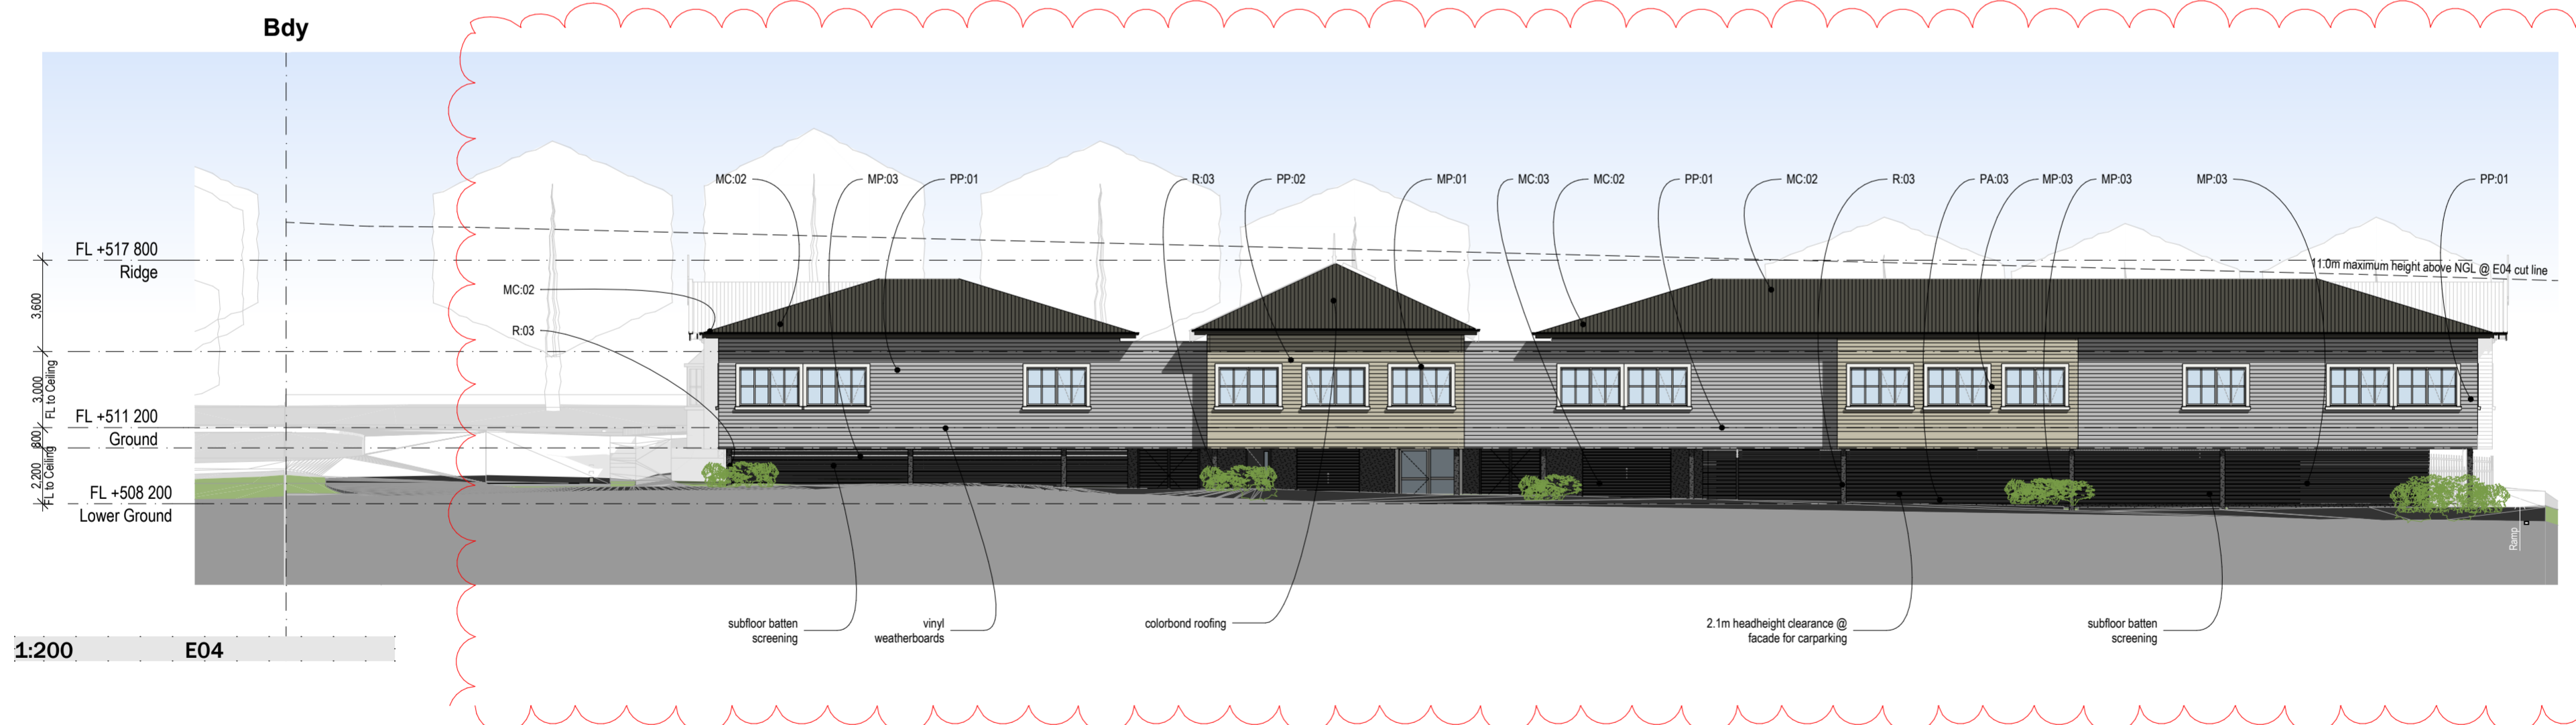 Bdy
MC:02
MP:03
PP:01
R:03
PP:02
MP:01
MC:03
MC:02
PP:01
MC:02
R:03
PA:03
MP:03
MP:03
MP:03
PP:01
FL +517 800
Ridge
11.0m maximum height above NGL @ E04 cut line
MC:02
3,600
R:03
3,000
FL to Ceiling
FL +511 200
Ground
800
2,200
FL to Ceiling
FL +508 200
Lower Ground
Ramp
subfloor batten
screening
vinyl
weatherboards
colorbond roofing
2.1m headheight clearance @
facade for carparking
subfloor batten
screening
1:200
E04